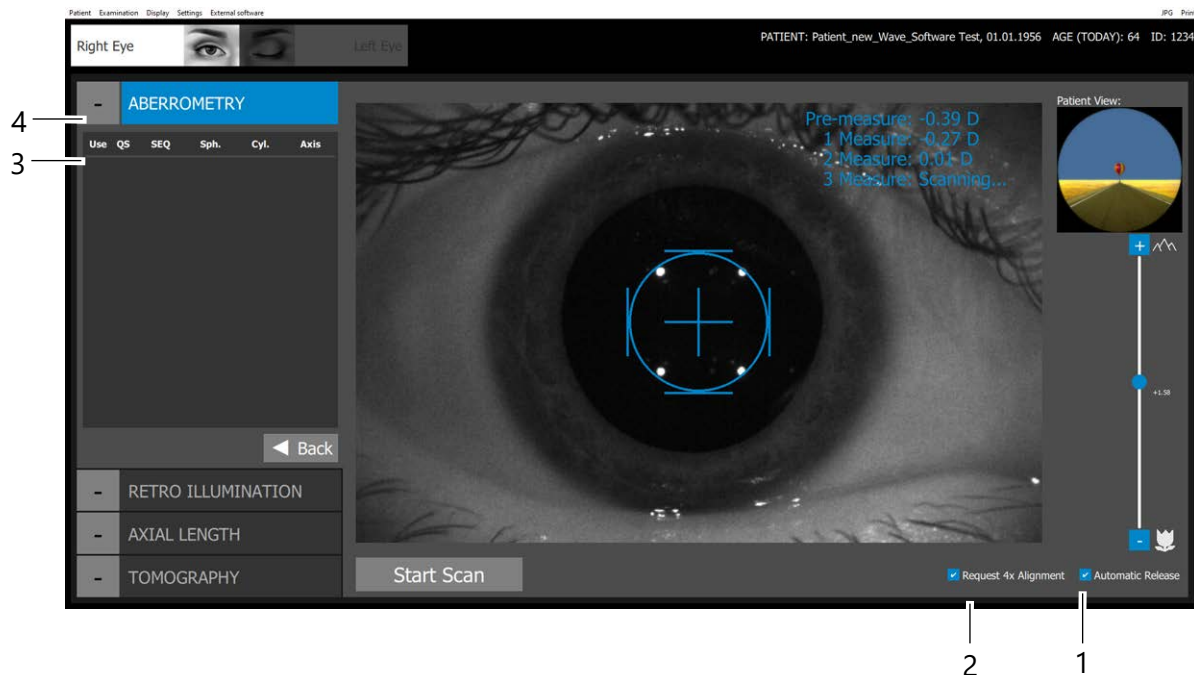 Patient Examination Display Settings External software JPG Print
Right Eye Left Eye PATIENT: Patient_new_Wave_Software Test, 01.01.1956 AGE (TODAY): 64 ID: 1234
- ABERROMETRY
4
Use QS SEQ Sph. Cyl. Axis
3
Pre-measure: -0.39 D
1 Measure: -0.27 D
2 Measure: 0.01 D
3 Measure: Scanning...
Patient View:
+
+1.58
-
◀ Back
- RETRO ILLUMINATION
- AXIAL LENGTH
- TOMOGRAPHY
Start Scan
Request 4x Alignment Automatic Release
2 1